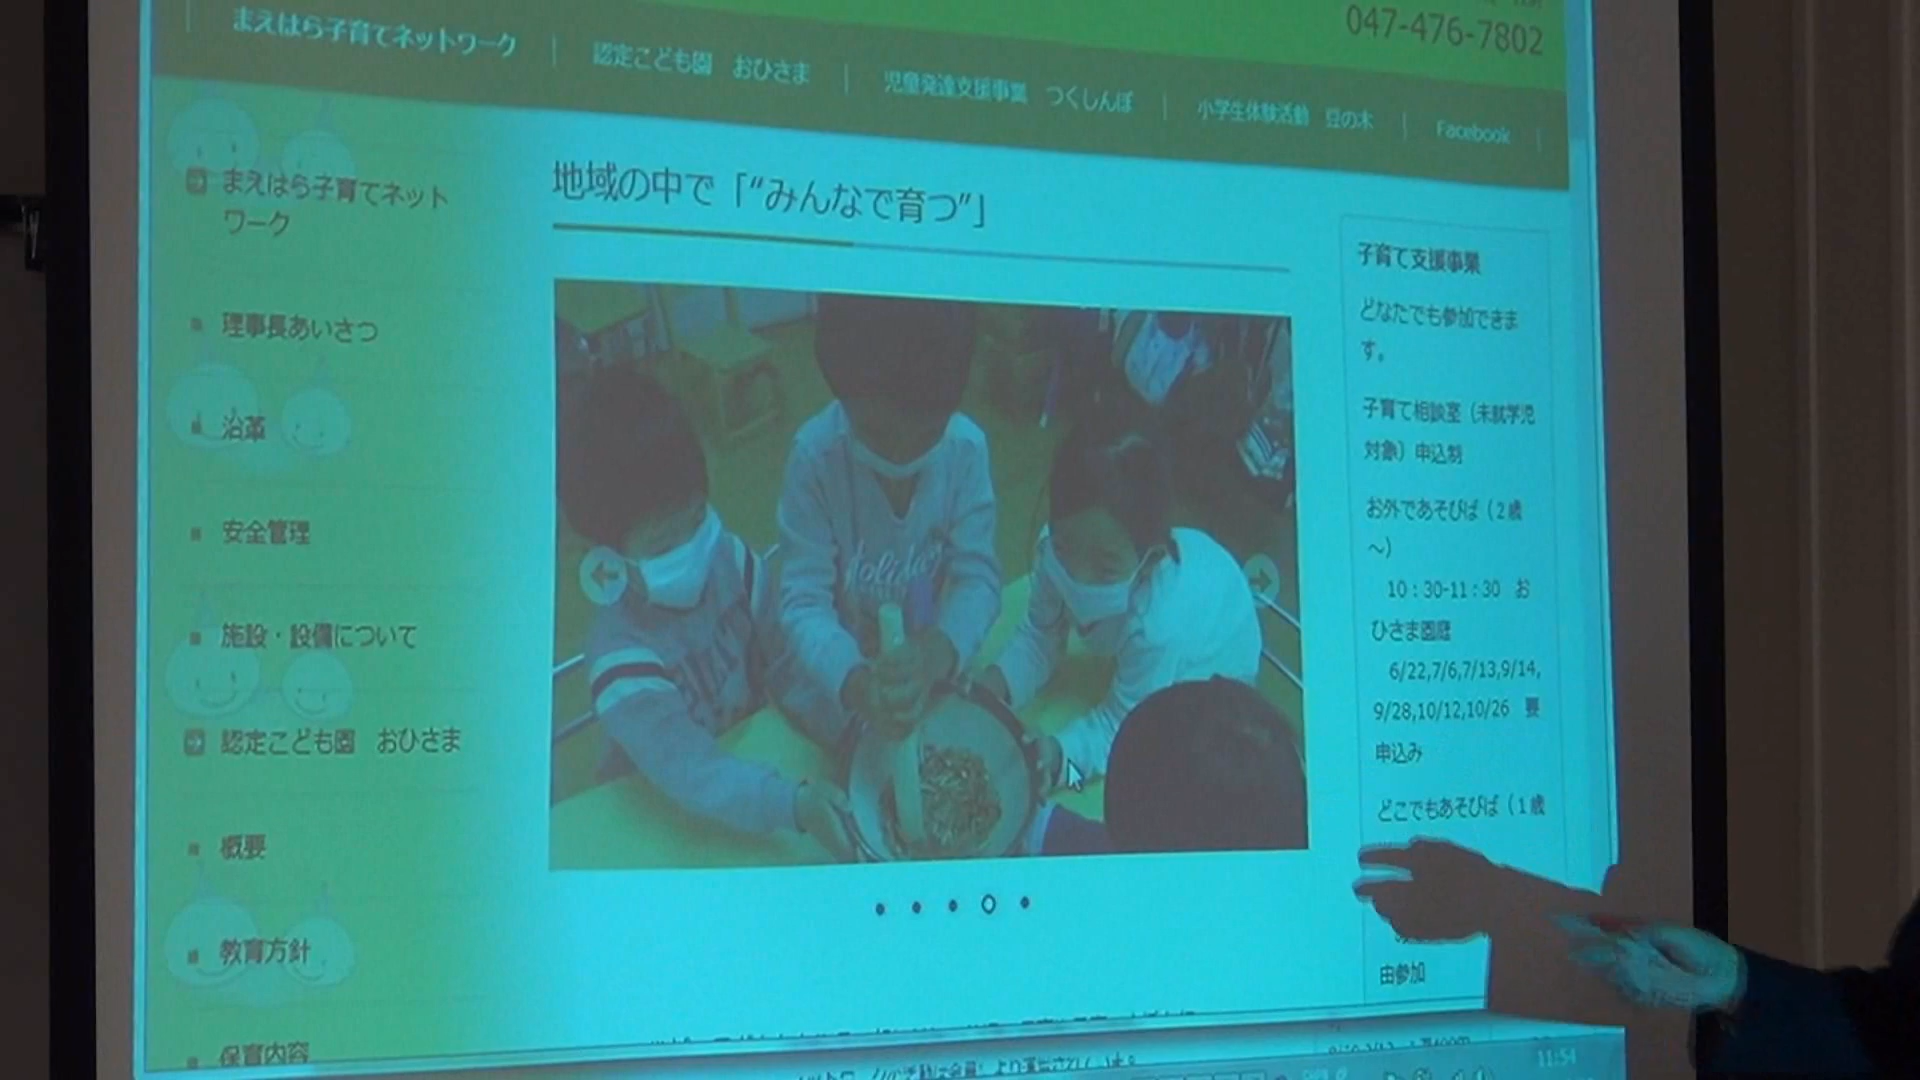 047-476-7802
まえはら子育てネットワーク
認定こども園　おひさま
児童発達支援事業　つくしんぼ
小学生体験活動　豆の木
Facebook
まえはら子育てネット
ワーク
理事長あいさつ
沿革
安全管理
施設・設備について
認定こども園　おひさま
概要
教育方針
保育内容
地域の中で「“みんなで育つ”」
Holiday
子育て支援事業
どなたでも参加できま
す。
子育て相談室（未就学児
対象）申込制
お外であそびば（2歳
～）
10：30-11：30　お
ひさま園庭
6/22,7/6,7/13,9/14,
9/28,10/12,10/26　要
申込み
どこでもあそびば（1歳
由参加
11:54